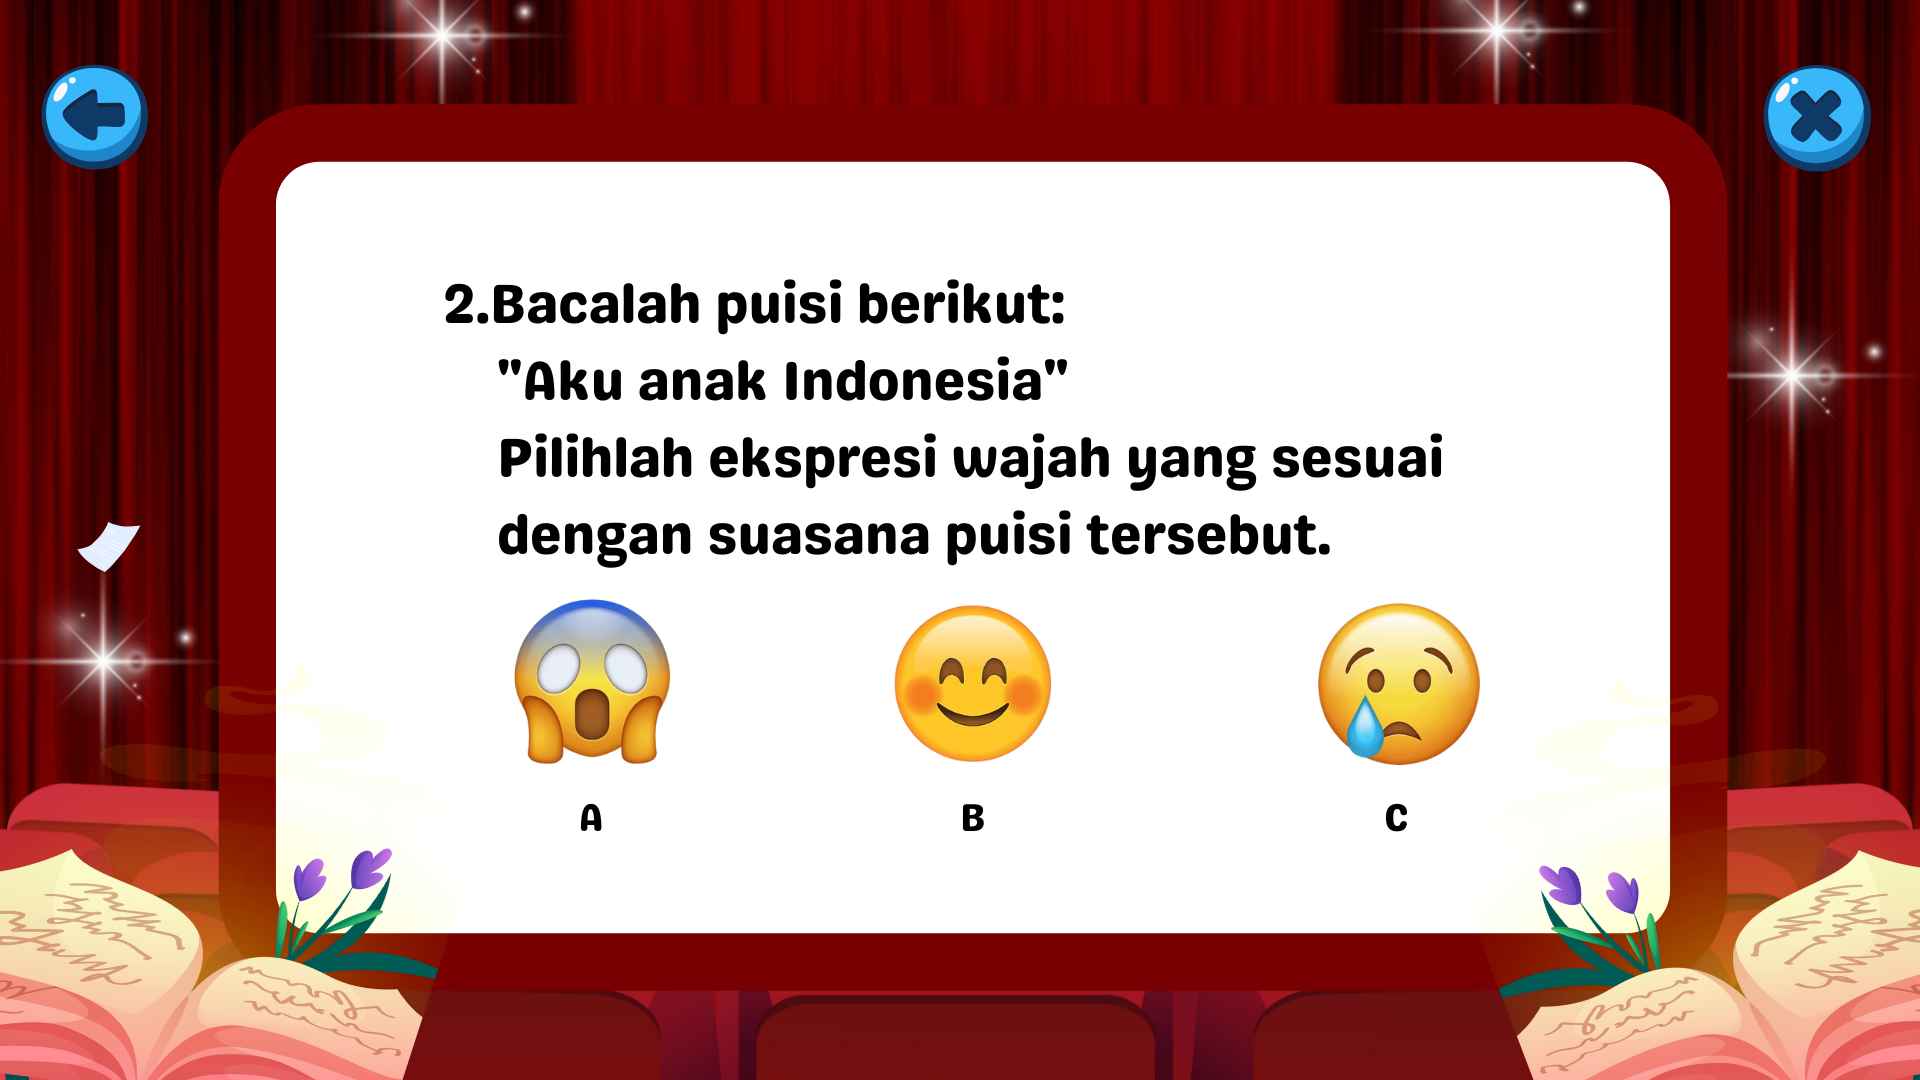 2.Bacalah puisi berikut:
"Aku anak Indonesia"
Pilihlah ekspresi wajah yang sesuai
dengan suasana puisi tersebut.
A B C